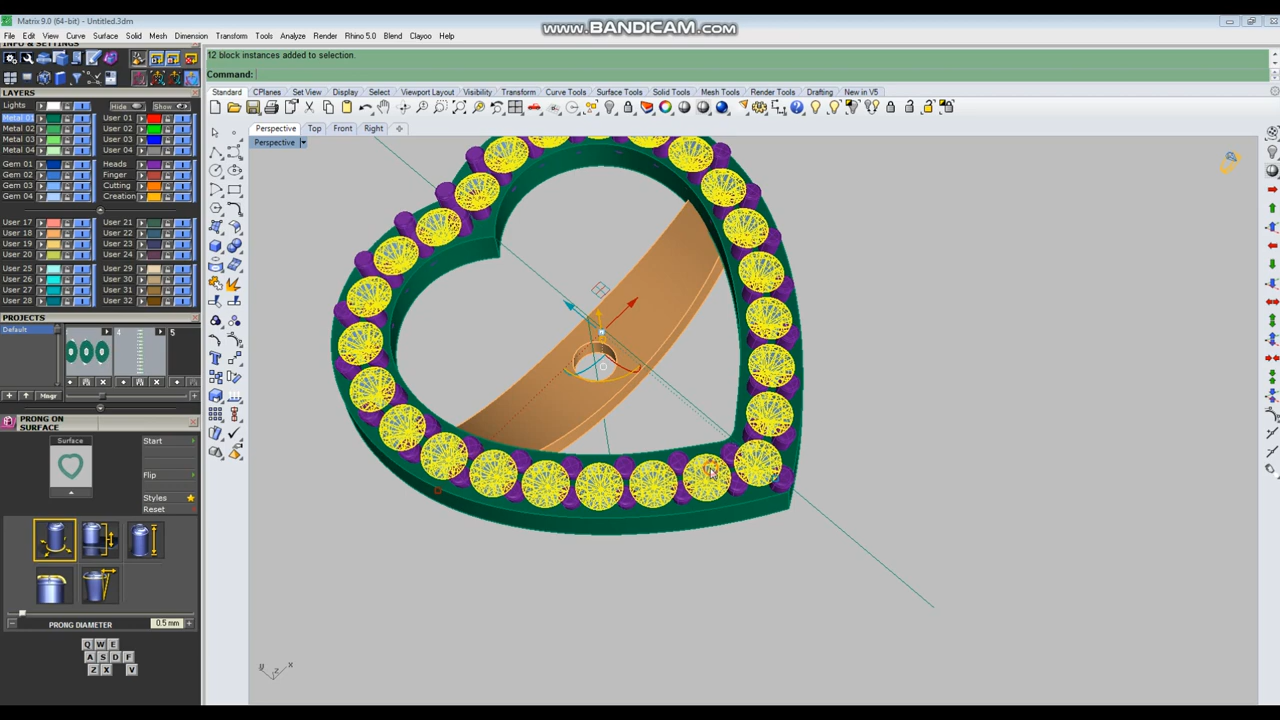 Matrix 9.0 (64-bit) - Untitled.3dm
www.BANDICAM.com
File Edit View Curve Surface Solid Mesh Dimension Transform Tools Analyze Render Rhino 5.0 Blend Clayoo Help
INFO & SETTINGS
12 block instances added to selection.
Command:
LAYERS
Standard CPlanes Set View Display Select Viewport Layout Visibility Transform Curve Tools Surface Tools Solid Tools Mesh Tools Render Tools Drafting New in V5
Lights Hide Show
Metal 01 User 01
Metal 02 User 02
Metal 03 User 03
Metal 04 User 04
Perspective Top Front Right
Perspective
Gem 01 Heads
Gem 02 Finger
Gem 03 Cutting
Gem 04 Creation
User 17 User 21
User 18 User 22
User 19 User 23
User 20 User 24
User 25 User 29
User 26 User 30
User 27 User 31
User 28 User 32
PROJECTS
Default 4 5
Mngr
PRONG ON
SURFACE
Surface Start
Flip
Styles
Reset
PRONG DIAMETER 0.5 mm
Q W E
A S D F
Z X V
y z x